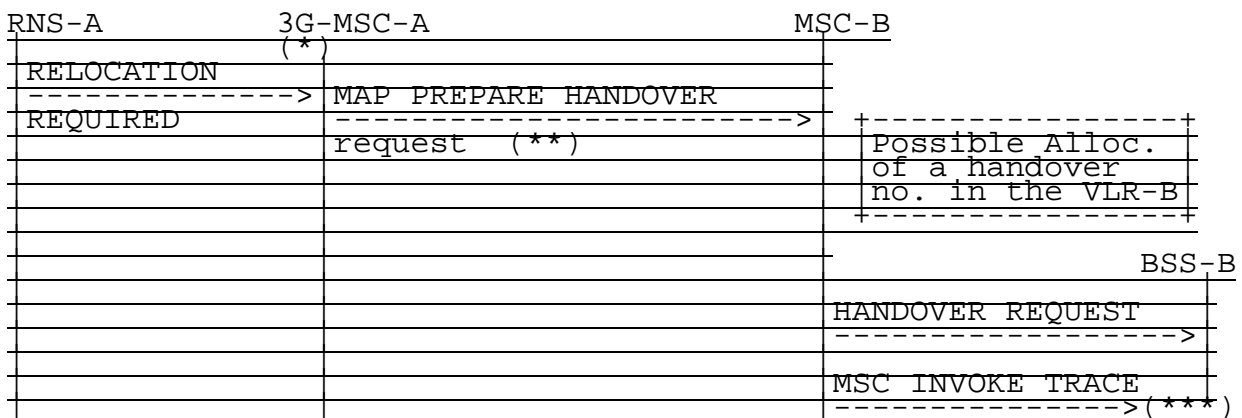 RNS-A 3G-MSC-A MSC-B
(*)
RELOCATION
--------------> MAP PREPARE HANDOVER
REQUIRED ------------------------> +----------------+
request (**) Possible Alloc.
of a handover
no. in the VLR-B
+----------------+
BSS-B
HANDOVER REQUEST
------------------>
MSC INVOKE TRACE
--------------->(***)